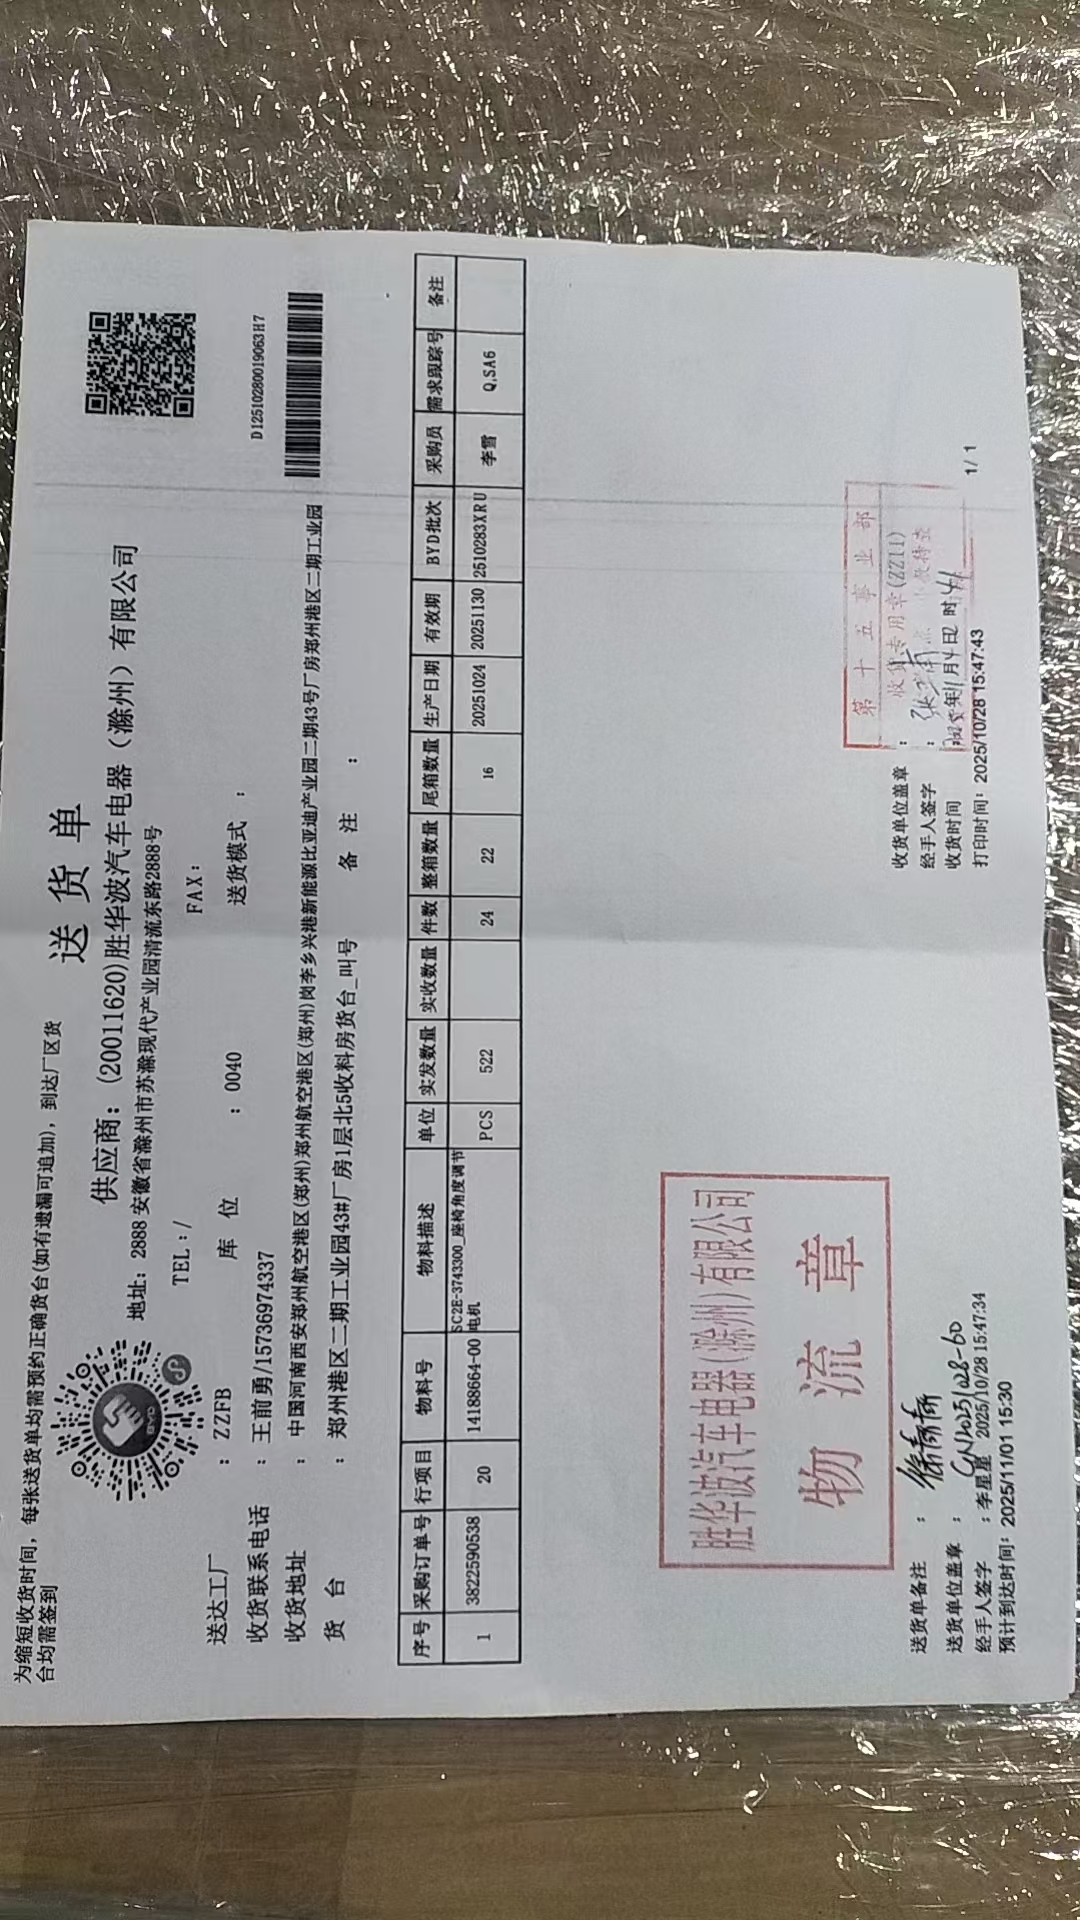 为缩短收货时间，每张送货单均需预约正确货台(如有遗漏可追加)，到达厂区货
台均需签到
送货单
供应商：(20011620)胜华波汽车电器（滁州）有限公司
地址：2888 安徽省滁州市苏滁现代产业园清流东路2888号
TEL：/ FAX：
D12510280019063H7
BYD
送达工厂 ： ZZFB 库位 ：0040 送货模式 ：
收货联系电话 ： 王前勇/15736974337
收货地址 ： 中国河南西安郑州航空港区(郑州)郑州航空港区(郑州)岗李乡兴港新能源比亚迪产业园二期43号厂房郑州港区二期工业园
货台 ： 郑州港区二期工业园43#厂房1层北5收料房货台_叫号 备注 ：
序号 采购订单号 行项目 物料号 物料描述 单位 实发数量 实收数量 件数 整箱数量 尾箱数量 生产日期 有效期 BYD批次 采购员 需求跟踪号 备注
1 3822590538 20 14188664-00 SC2E-3743300_座椅角度调节电机 PCS 522 24 22 16 20251024 20251130 2510283XRU 李雪 Q.SA6
胜华波汽车电器(滁州)有限公司
物流章
第十五事业部
收货专用章(ZZ11)
送货单备注 ：
送货单位盖章 ： GN20251028-60
经手人签字 ：李星星 2025/10/28 15:47:34
预计到达时间：2025/11/01 15:30
收货单位盖章 ：
经手人签字 ：
收货时间 年11月4日 时
打印时间：2025/10/28 15:47:43
1/ 1